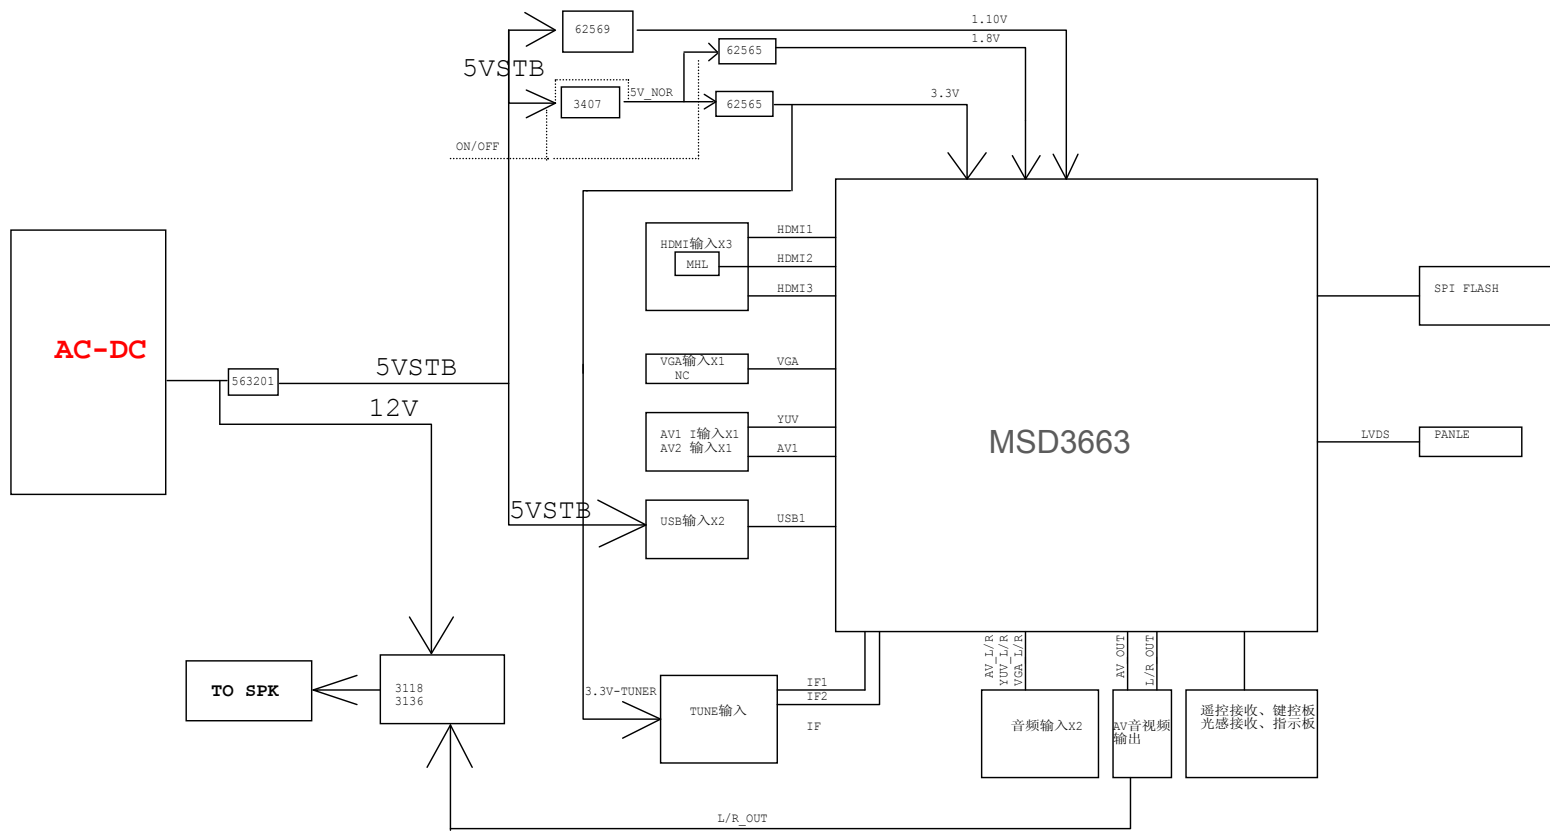 62569
1.10V
1.8V
5VSTB
62565
3407
5V_NOR
62565
3.3V
ON/OFF
HDMI输入X3
MHL
HDMI1
HDMI2
HDMI3
SPI FLASH
AC-DC
563201
5VSTB
12V
VGA输入X1
NC
VGA
AV1 I输入X1
AV2 输入X1
YUV
AV1
MSD3663
LVDS
PANLE
5VSTB
USB输入X2
USB1
AV_L/R
YUV_L/R
VGA_L/R
AV OUT
L/R OUT
TO SPK
3118
3136
3.3V-TUNER
TUNE输入
IF1
IF2
IF
音频输入X2
AV音视频
输出
遥控接收、键控板
光感接收、指示板
L/R_OUT